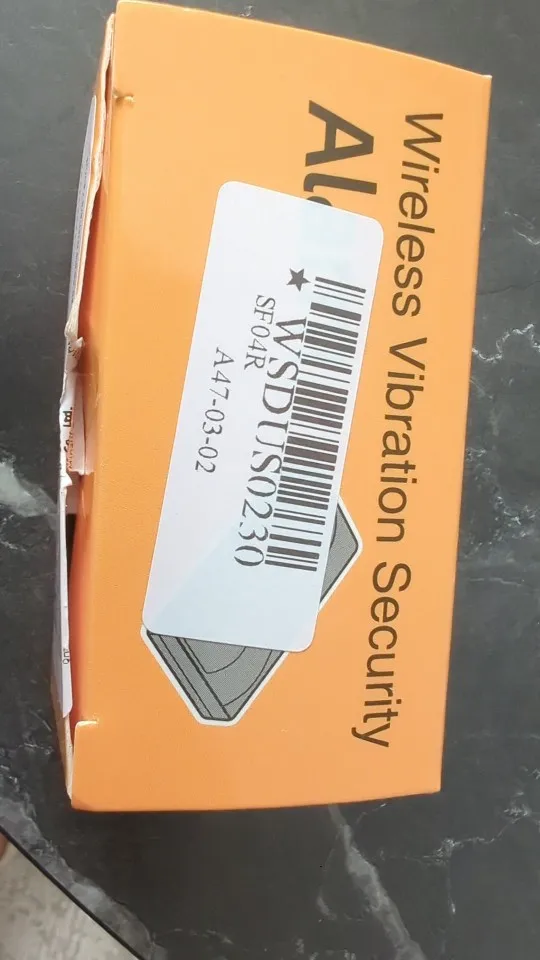 Wireless Vibration Security
Al
WSDUS0230
★ SF04R
A47-03-02